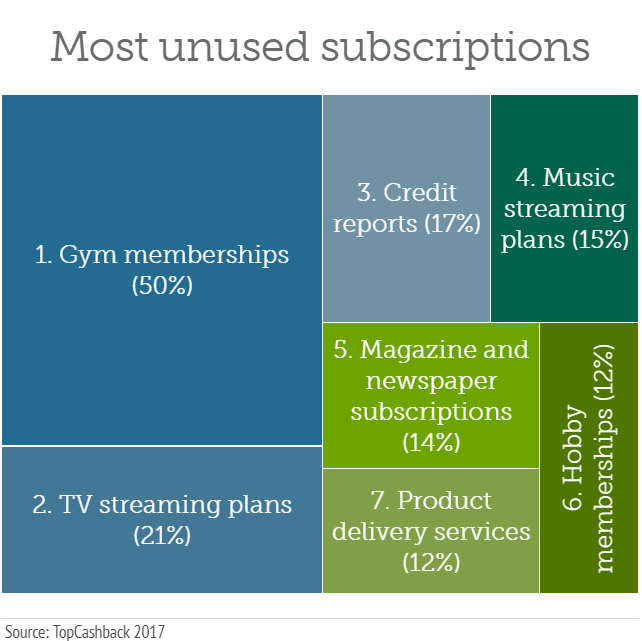 Most unused subscriptions
1. Gym memberships
(50%)
2. TV streaming plans
(21%)
3. Credit
reports (17%)
4. Music
streaming
plans (15%)
5. Magazine and
newspaper
subscriptions
(14%)
6. Hobby
memberships (12%)
7. Product
delivery services
(12%)
Source: TopCashback 2017